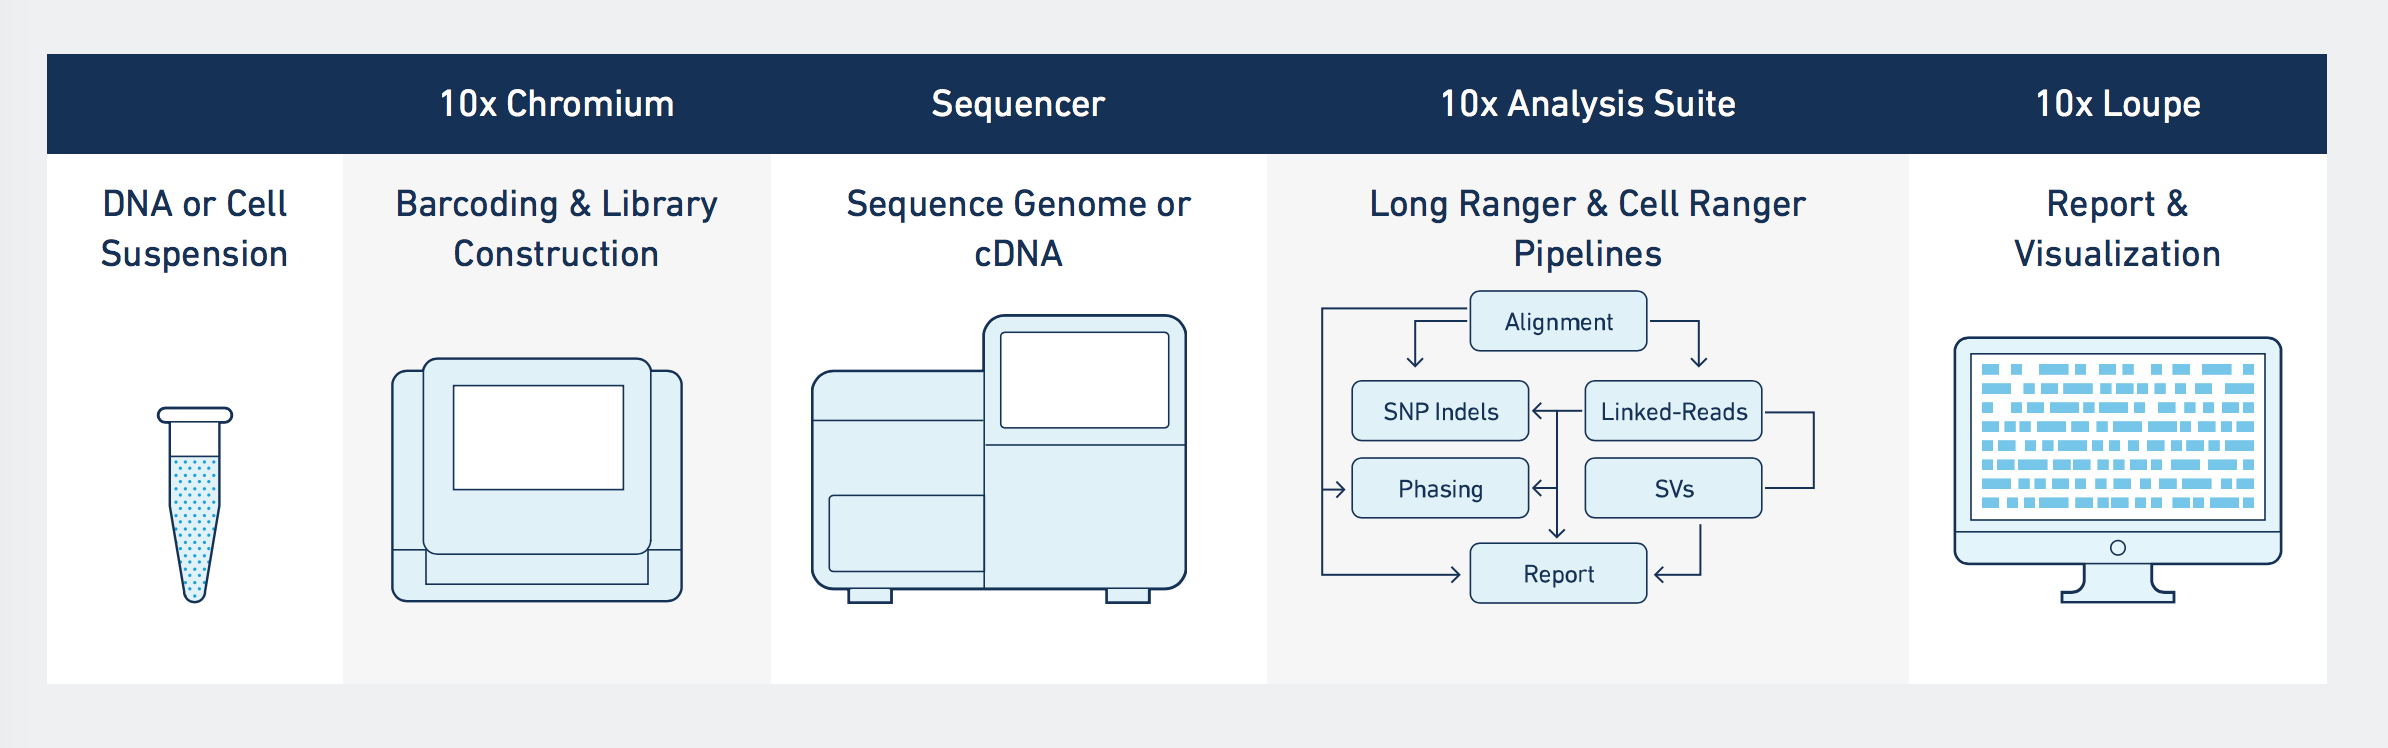 10x Chromium
Sequencer
10x Analysis Suite
10x Loupe
DNA or Cell
Suspension
Barcoding & Library
Construction
Sequence Genome or
cDNA
Long Ranger & Cell Ranger
Pipelines
Report &
Visualization
Alignment
SNP Indels
Linked-Reads
Phasing
SVs
Report